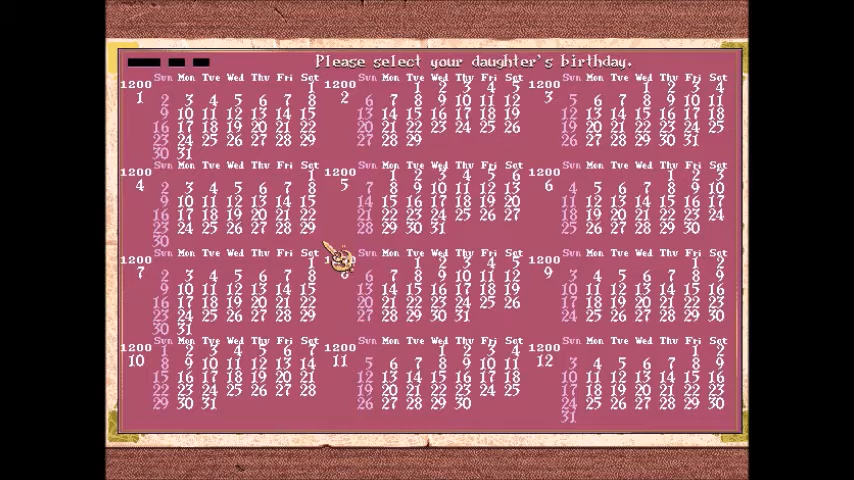 Please select your daughter's birthday.
1200
1
Sun Mon Tue Wed Thu Fri Sat
1
2 3 4 5 6 7 8
9 10 11 12 13 14 15
16 17 18 19 20 21 22
23 24 25 26 27 28 29
30 31
1200
2
Sun Mon Tue Wed Thu Fri Sat
1 2 3 4 5
6 7 8 9 10 11 12
13 14 15 16 17 18 19
20 21 22 23 24 25 26
27 28 29
1200
3
Sun Mon Tue Wed Thu Fri Sat
1 2 3 4
5 6 7 8 9 10 11
12 13 14 15 16 17 18
19 20 21 22 23 24 25
26 27 28 29 30 31
1200
4
Sun Mon Tue Wed Thu Fri Sat
1
2 3 4 5 6 7 8
9 10 11 12 13 14 15
16 17 18 19 20 21 22
23 24 25 26 27 28 29
30
1200
5
Sun Mon Tue Wed Thu Fri Sat
1 2 3 4 5 6
7 8 9 10 11 12 13
14 15 16 17 18 19 20
21 22 23 24 25 26 27
28 29 30 31
1200
6
Sun Mon Tue Wed Thu Fri Sat
1 2 3
4 5 6 7 8 9 10
11 12 13 14 15 16 17
18 19 20 21 22 23 24
25 26 27 28 29 30
1200
7
Sun Mon Tue Wed Thu Fri Sat
1
2 3 4 5 6 7 8
9 10 11 12 13 14 15
16 17 18 19 20 21 22
23 24 25 26 27 28 29
30 31
Sun Mon Tue Wed Thu Fri Sat
1 2 3 4 5
6 7 8 9 10 11 12
13 14 15 16 17 18 19
20 21 22 23 24 25 26
27 28 29 30 31
1200
9
Sun Mon Tue Wed Thu Fri Sat
1 2
3 4 5 6 7 8 9
10 11 12 13 14 15 16
17 18 19 20 21 22 23
24 25 26 27 28 29 30
1200
10
Sun Mon Tue Wed Thu Fri Sat
1 2 3 4 5 6 7
8 9 10 11 12 13 14
15 16 17 18 19 20 21
22 23 24 25 26 27 28
29 30 31
1200
11
Sun Mon Tue Wed Thu Fri Sat
1 2 3 4
5 6 7 8 9 10 11
12 13 14 15 16 17 18
19 20 21 22 23 24 25
26 27 28 29 30
1200
12
Sun Mon Tue Wed Thu Fri Sat
1 2
3 4 5 6 7 8 9
10 11 12 13 14 15 16
17 18 19 20 21 22 23
24 25 26 27 28 29 30
31